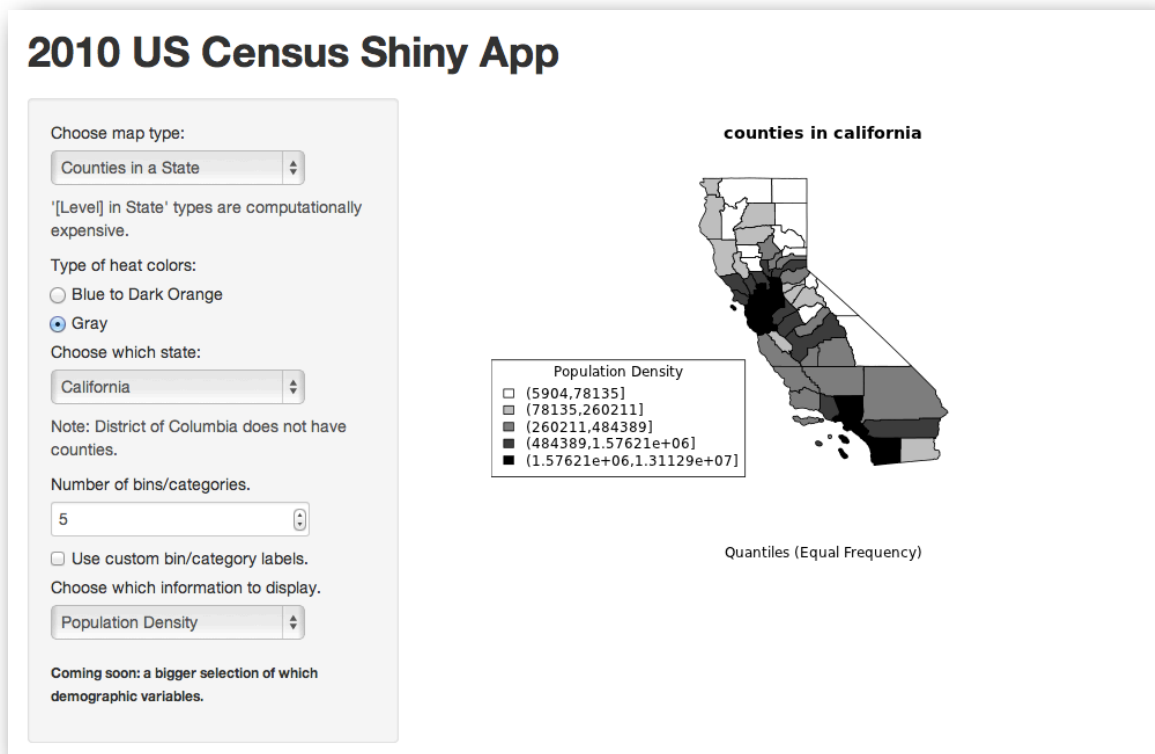 2010 US Census Shiny App
Choose map type:
Counties in a State
'[Level] in State' types are computationally
expensive.
Type of heat colors:
Blue to Dark Orange
Gray
Choose which state:
California
Note: District of Columbia does not have
counties.
Number of bins/categories.
5
Use custom bin/category labels.
Choose which information to display.
Population Density
Coming soon: a bigger selection of which
demographic variables.
counties in california
Population Density
(5904,78135]
(78135,260211]
(260211,484389]
(484389,1.57621e+06]
(1.57621e+06,1.31129e+07]
Quantiles (Equal Frequency)